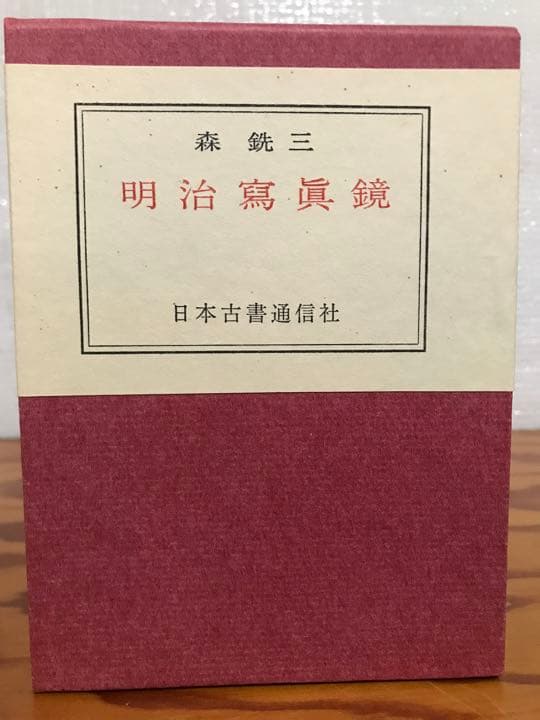 森 銑 三
明治寫眞鏡
日本古書通信社